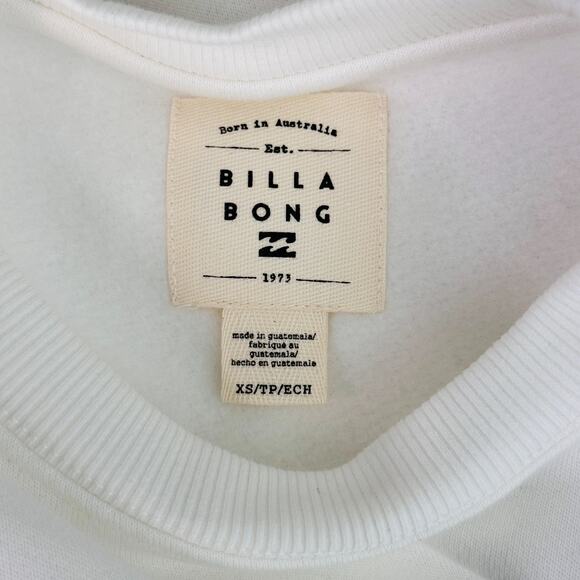 Born in Australia
Est.
BILLA
BONG
1973
made in guatemala/
fabriqué au
guatemala/
hecho en guatemala
XS/TP/ECH